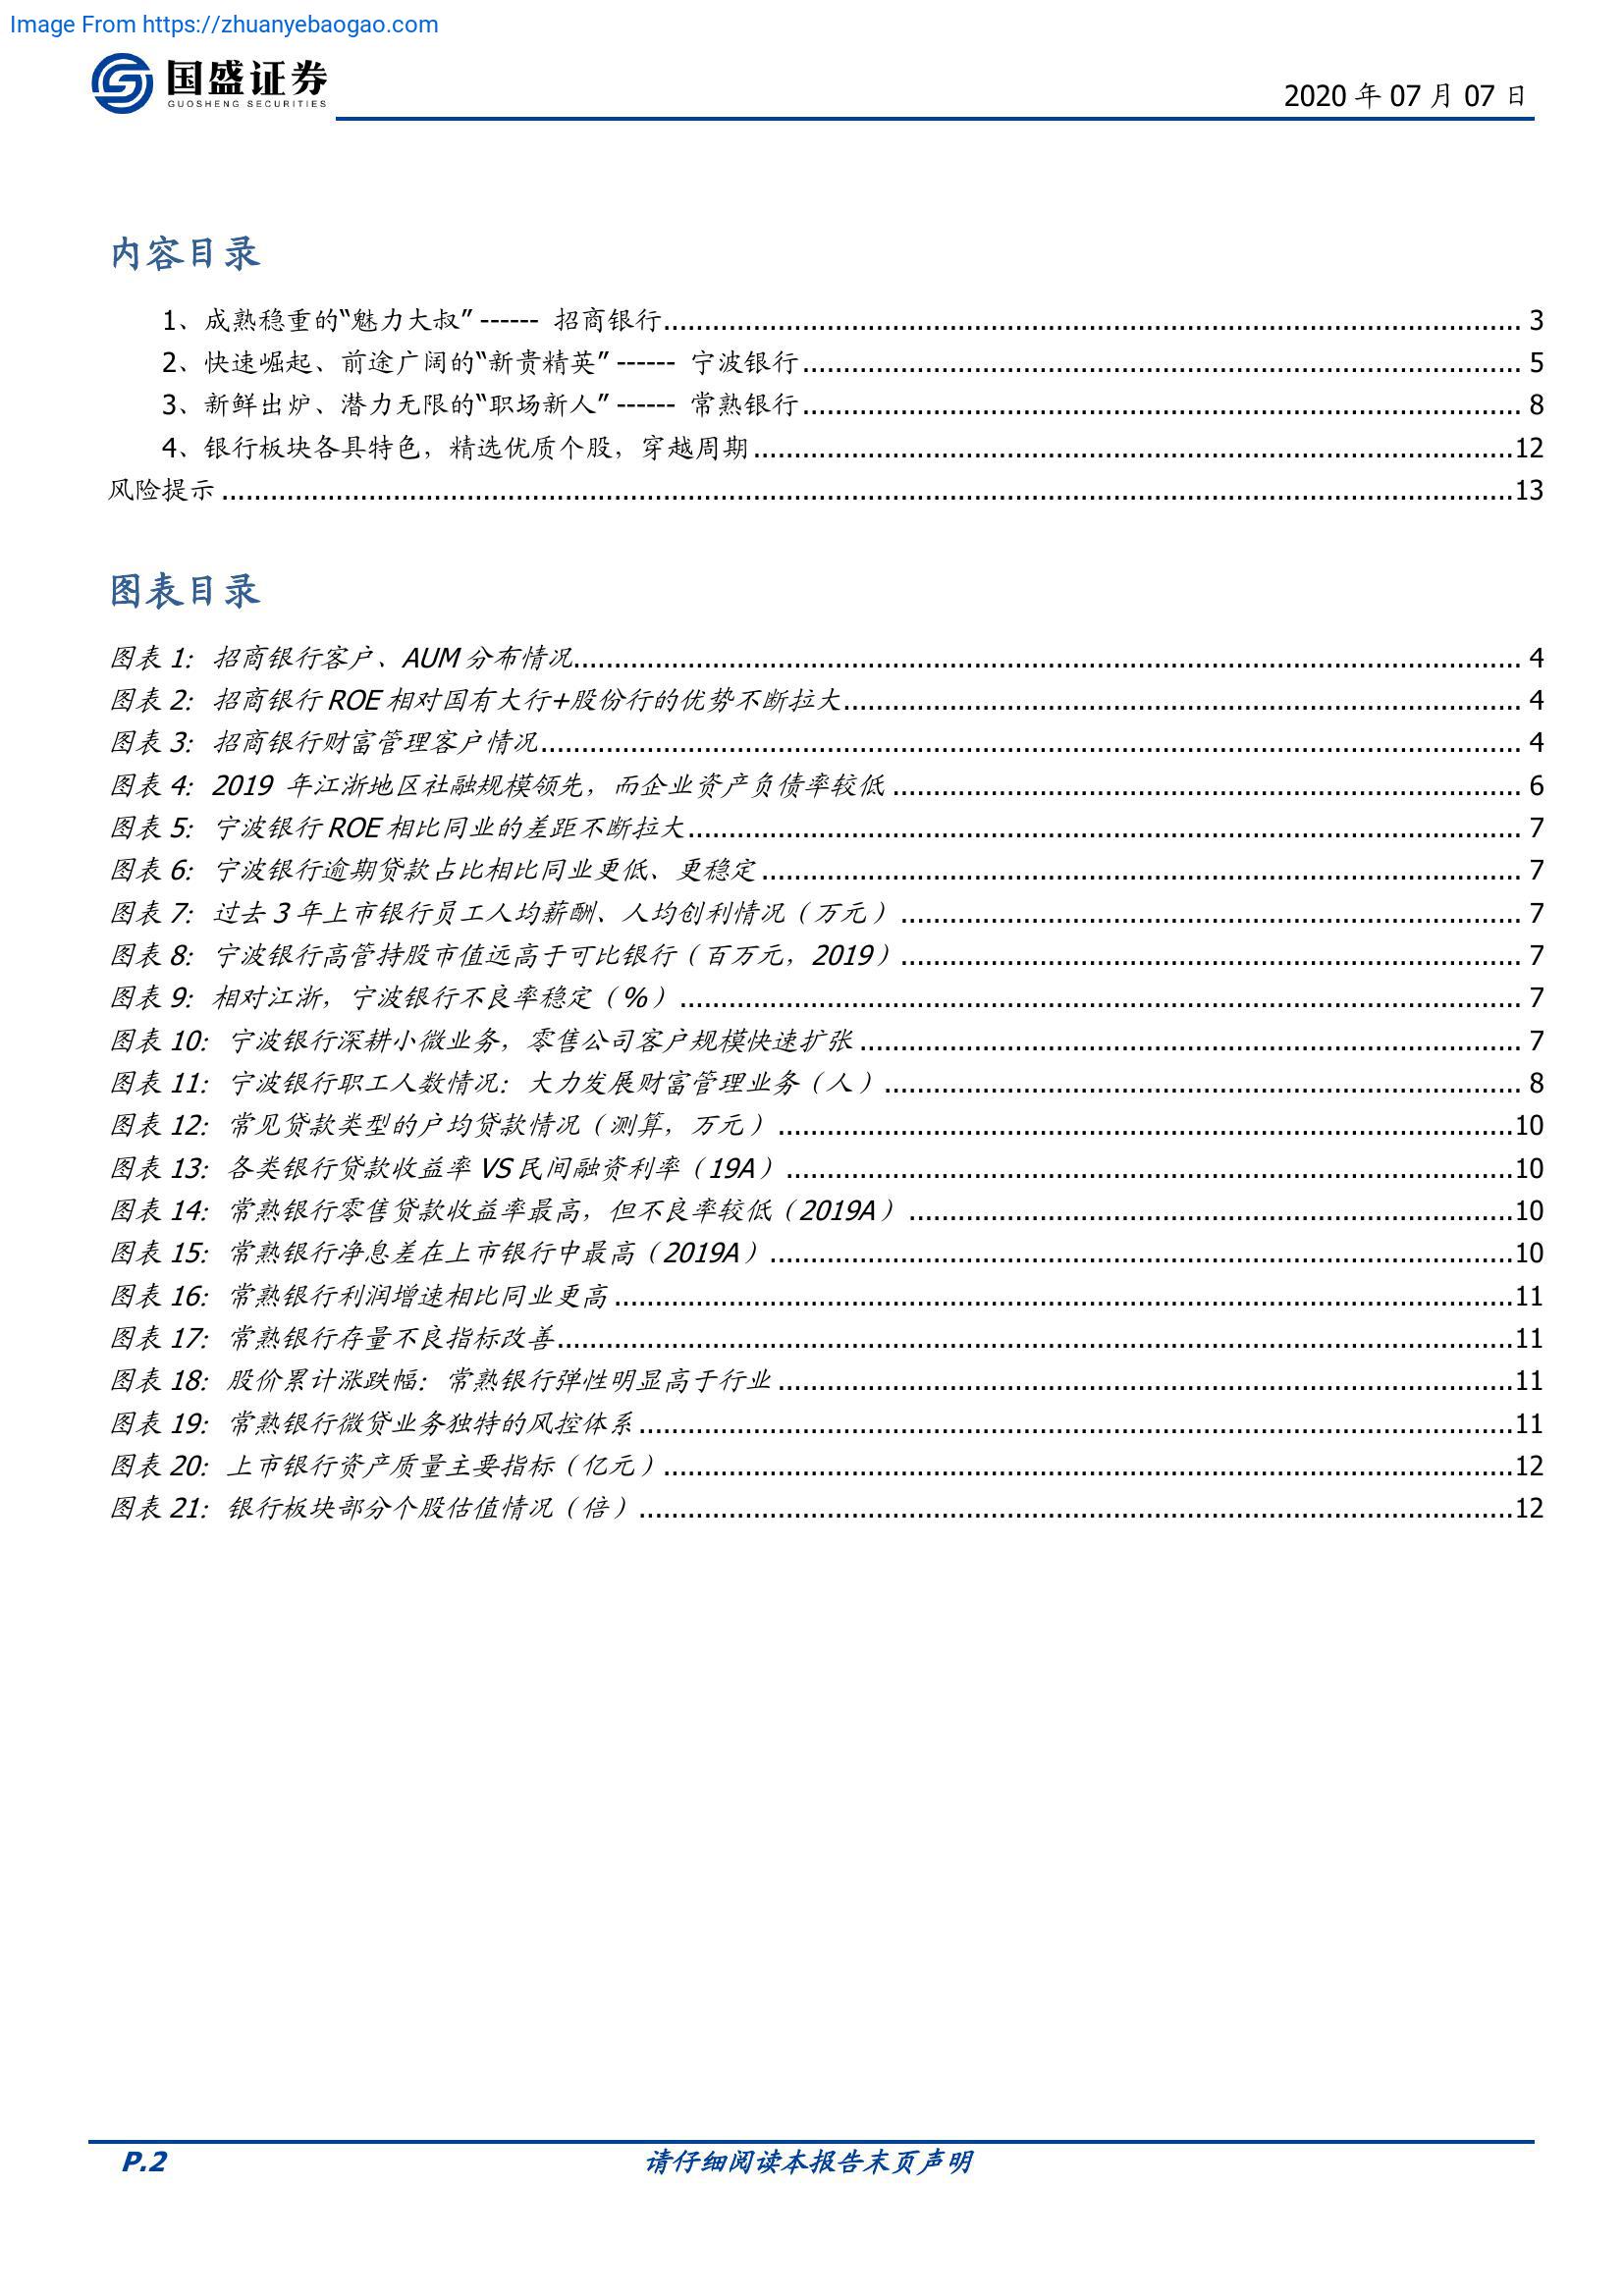 Image From https://zhuanyebaogao.com
国盛证券
GUOSHENG SECURITIES
2020 年 07 月 07 日
内容目录
1、成熟稳重的“魅力大叔” ------ 招商银行 3
2、快速崛起、前途广阔的“新贵精英” ------ 宁波银行 5
3、新鲜出炉、潜力无限的“职场新人” ------ 常熟银行 8
4、银行板块各具特色，精选优质个股，穿越周期 12
风险提示 13
图表目录
图表 1：招商银行客户、AUM 分布情况 4
图表 2：招商银行 ROE 相对国有大行+股份行的优势不断拉大 4
图表 3：招商银行财富管理客户情况 4
图表 4：2019 年江浙地区社融规模领先，而企业资产负债率较低 6
图表 5：宁波银行 ROE 相比同业的差距不断拉大 7
图表 6：宁波银行逾期贷款占比相比同业更低、更稳定 7
图表 7：过去 3 年上市银行员工人均薪酬、人均创利情况（万元） 7
图表 8：宁波银行高管持股市值远高于可比银行（百万元，2019） 7
图表 9：相对江浙，宁波银行不良率稳定（%） 7
图表 10：宁波银行深耕小微业务，零售公司客户规模快速扩张 7
图表 11：宁波银行职工人数情况：大力发展财富管理业务（人） 8
图表 12：常见贷款类型的户均贷款情况（测算，万元） 10
图表 13：各类银行贷款收益率 VS 民间融资利率（19A） 10
图表 14：常熟银行零售贷款收益率最高，但不良率较低（2019A） 10
图表 15：常熟银行净息差在上市银行中最高（2019A） 10
图表 16：常熟银行利润增速相比同业更高 11
图表 17：常熟银行存量不良指标改善 11
图表 18：股价累计涨跌幅：常熟银行弹性明显高于行业 11
图表 19：常熟银行微贷业务独特的风控体系 11
图表 20：上市银行资产质量主要指标（亿元） 12
图表 21：银行板块部分个股估值情况（倍） 12
P.2
请仔细阅读本报告末页声明